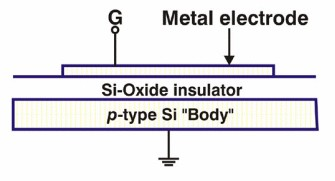 G
Metal electrode
Si-Oxide insulator
p-type Si "Body"